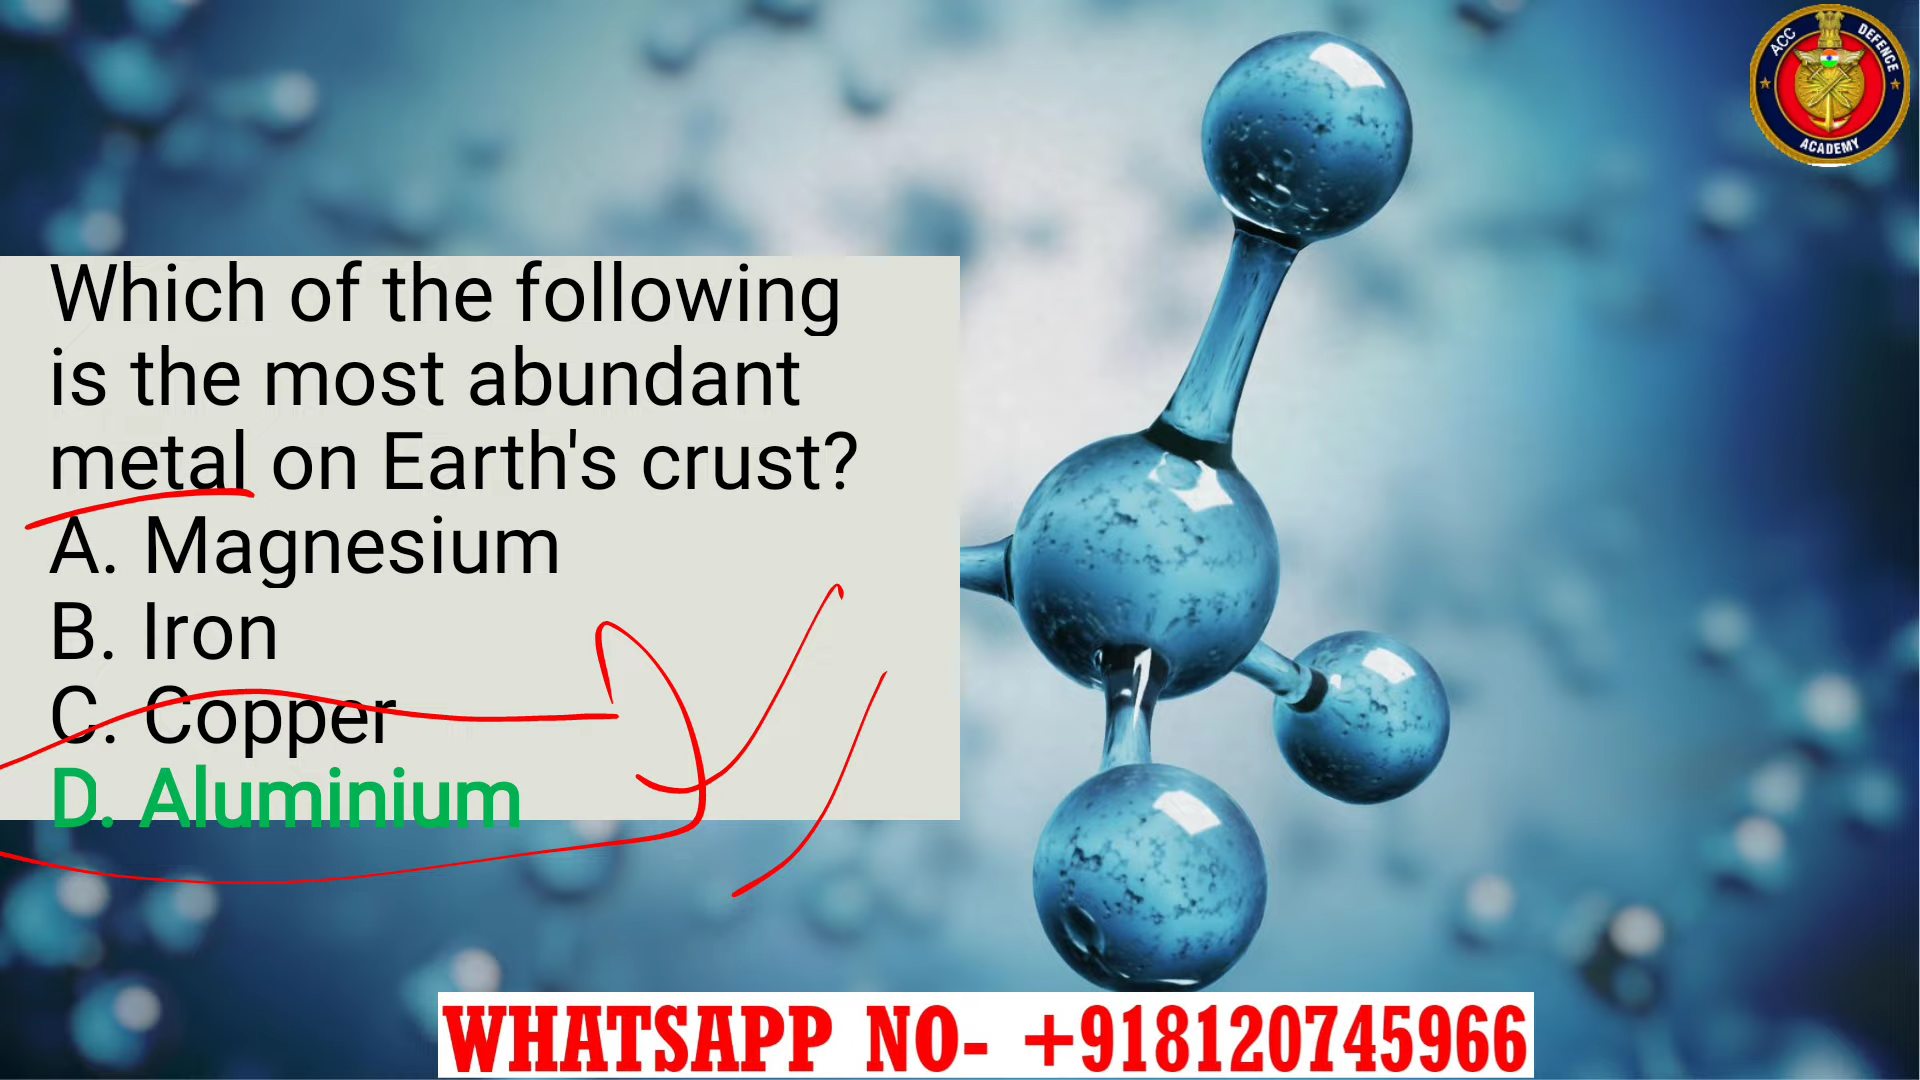 ACC DEFENCE
ACADEMY
Which of the following
is the most abundant
metal on Earth's crust?
A. Magnesium
B. Iron
C. Copper
D. Aluminium
WHATSAPP NO- +918120745966